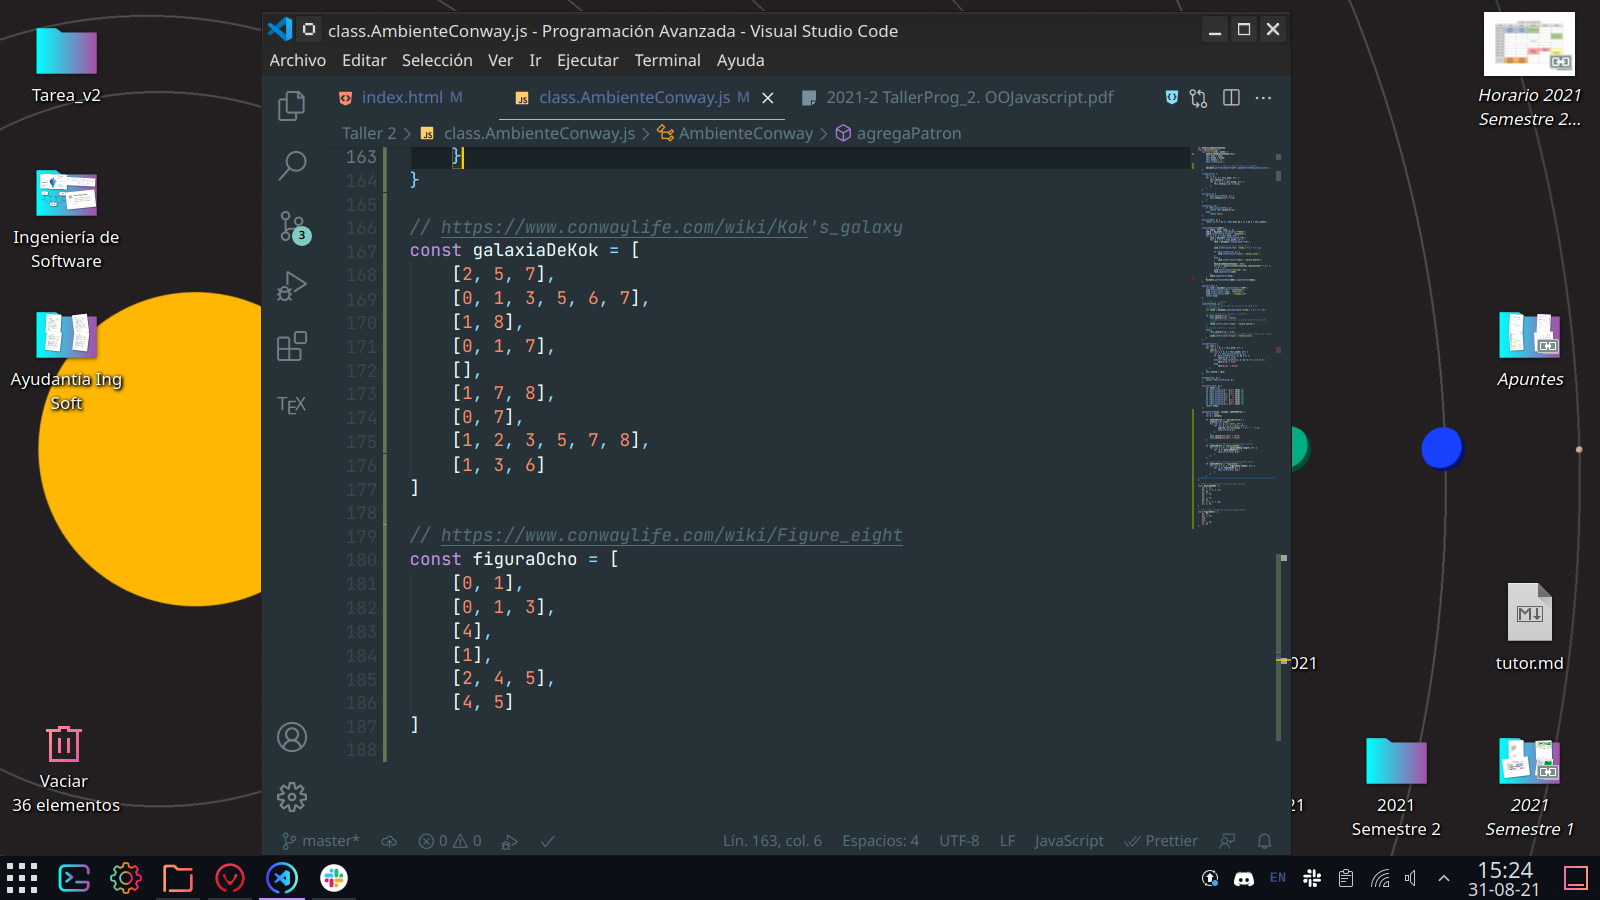 Tarea_v2
Ingeniería de
Software
Ayudantía Ing
Soft
Vaciar
36 elementos
class.AmbienteConway.js - Programación Avanzada - Visual Studio Code
Archivo Editar Selección Ver Ir Ejecutar Terminal Ayuda
index.html M class.AmbienteConway.js M 2021-2 TallerProg_2. OOJavascript.pdf
Taller 2 > JS class.AmbienteConway.js > AmbienteConway > agregaPatron
3
TEX
163 }
164 }
165
166 // https://www.conwaylife.com/wiki/Kok's_galaxy
167 const galaxiaDeKok = [
168 [2, 5, 7],
169 [0, 1, 3, 5, 6, 7],
170 [1, 8],
171 [0, 1, 7],
172 [],
173 [1, 7, 8],
174 [0, 7],
175 [1, 2, 3, 5, 7, 8],
176 [1, 3, 6]
177 ]
178
179 // https://www.conwaylife.com/wiki/Figure_eight
180 const figuraOcho = [
181 [0, 1],
182 [0, 1, 3],
183 [4],
184 [1],
185 [2, 4, 5],
186 [4, 5]
187 ]
188
master* 0 0 Lín. 163, col. 6 Espacios: 4 UTF-8 LF JavaScript Prettier
Horario 2021
Semestre 2...
Apuntes
tutor.md
021
21
2021
Semestre 2
2021
Semestre 1
EN
15:24
31-08-21